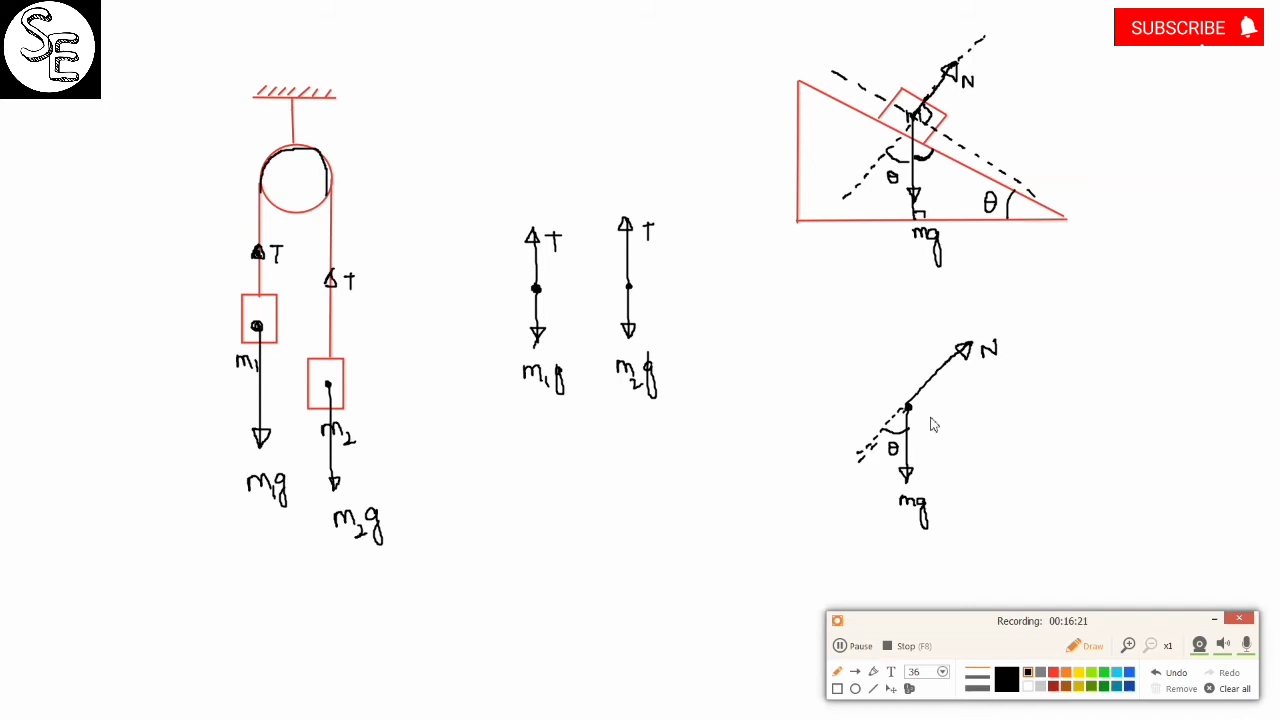 SE
SUBSCRIBE
N
θ
θ
mg
T
T
m₁
m₂
m₁g
m₂g
T
T
m₁g
m₂g
N
θ
mg
Recording: 00:16:21
Pause
Stop (F8)
Draw
x1
T
36
Undo
Redo
Remove
Clear all